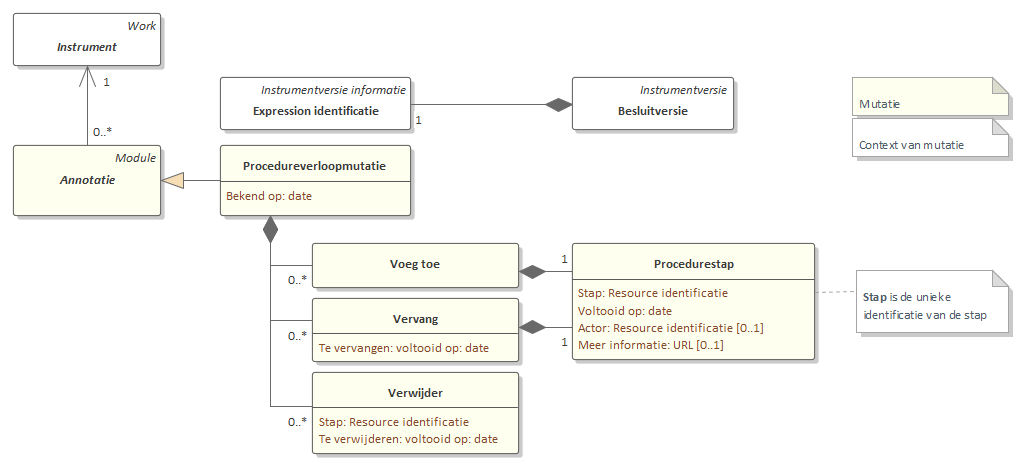 Work
Instrument
1
0..*
Module
Annotatie
Instrumentversie informatie
Expression identificatie
1
Instrumentversie
Besluitversie
Mutatie
Context van mutatie
Procedureverloopmutatie
Bekend op: date
0..*
Voeg toe
1
0..*
Vervang
Te vervangen: voltooid op: date
1
0..*
Verwijder
Stap: Resource identificatie
Te verwijderen: voltooid op: date
Procedurestap
Stap: Resource identificatie
Voltooid op: date
Actor: Resource identificatie [0..1]
Meer informatie: URL [0..1]
Stap is de unieke
identificatie van de stap